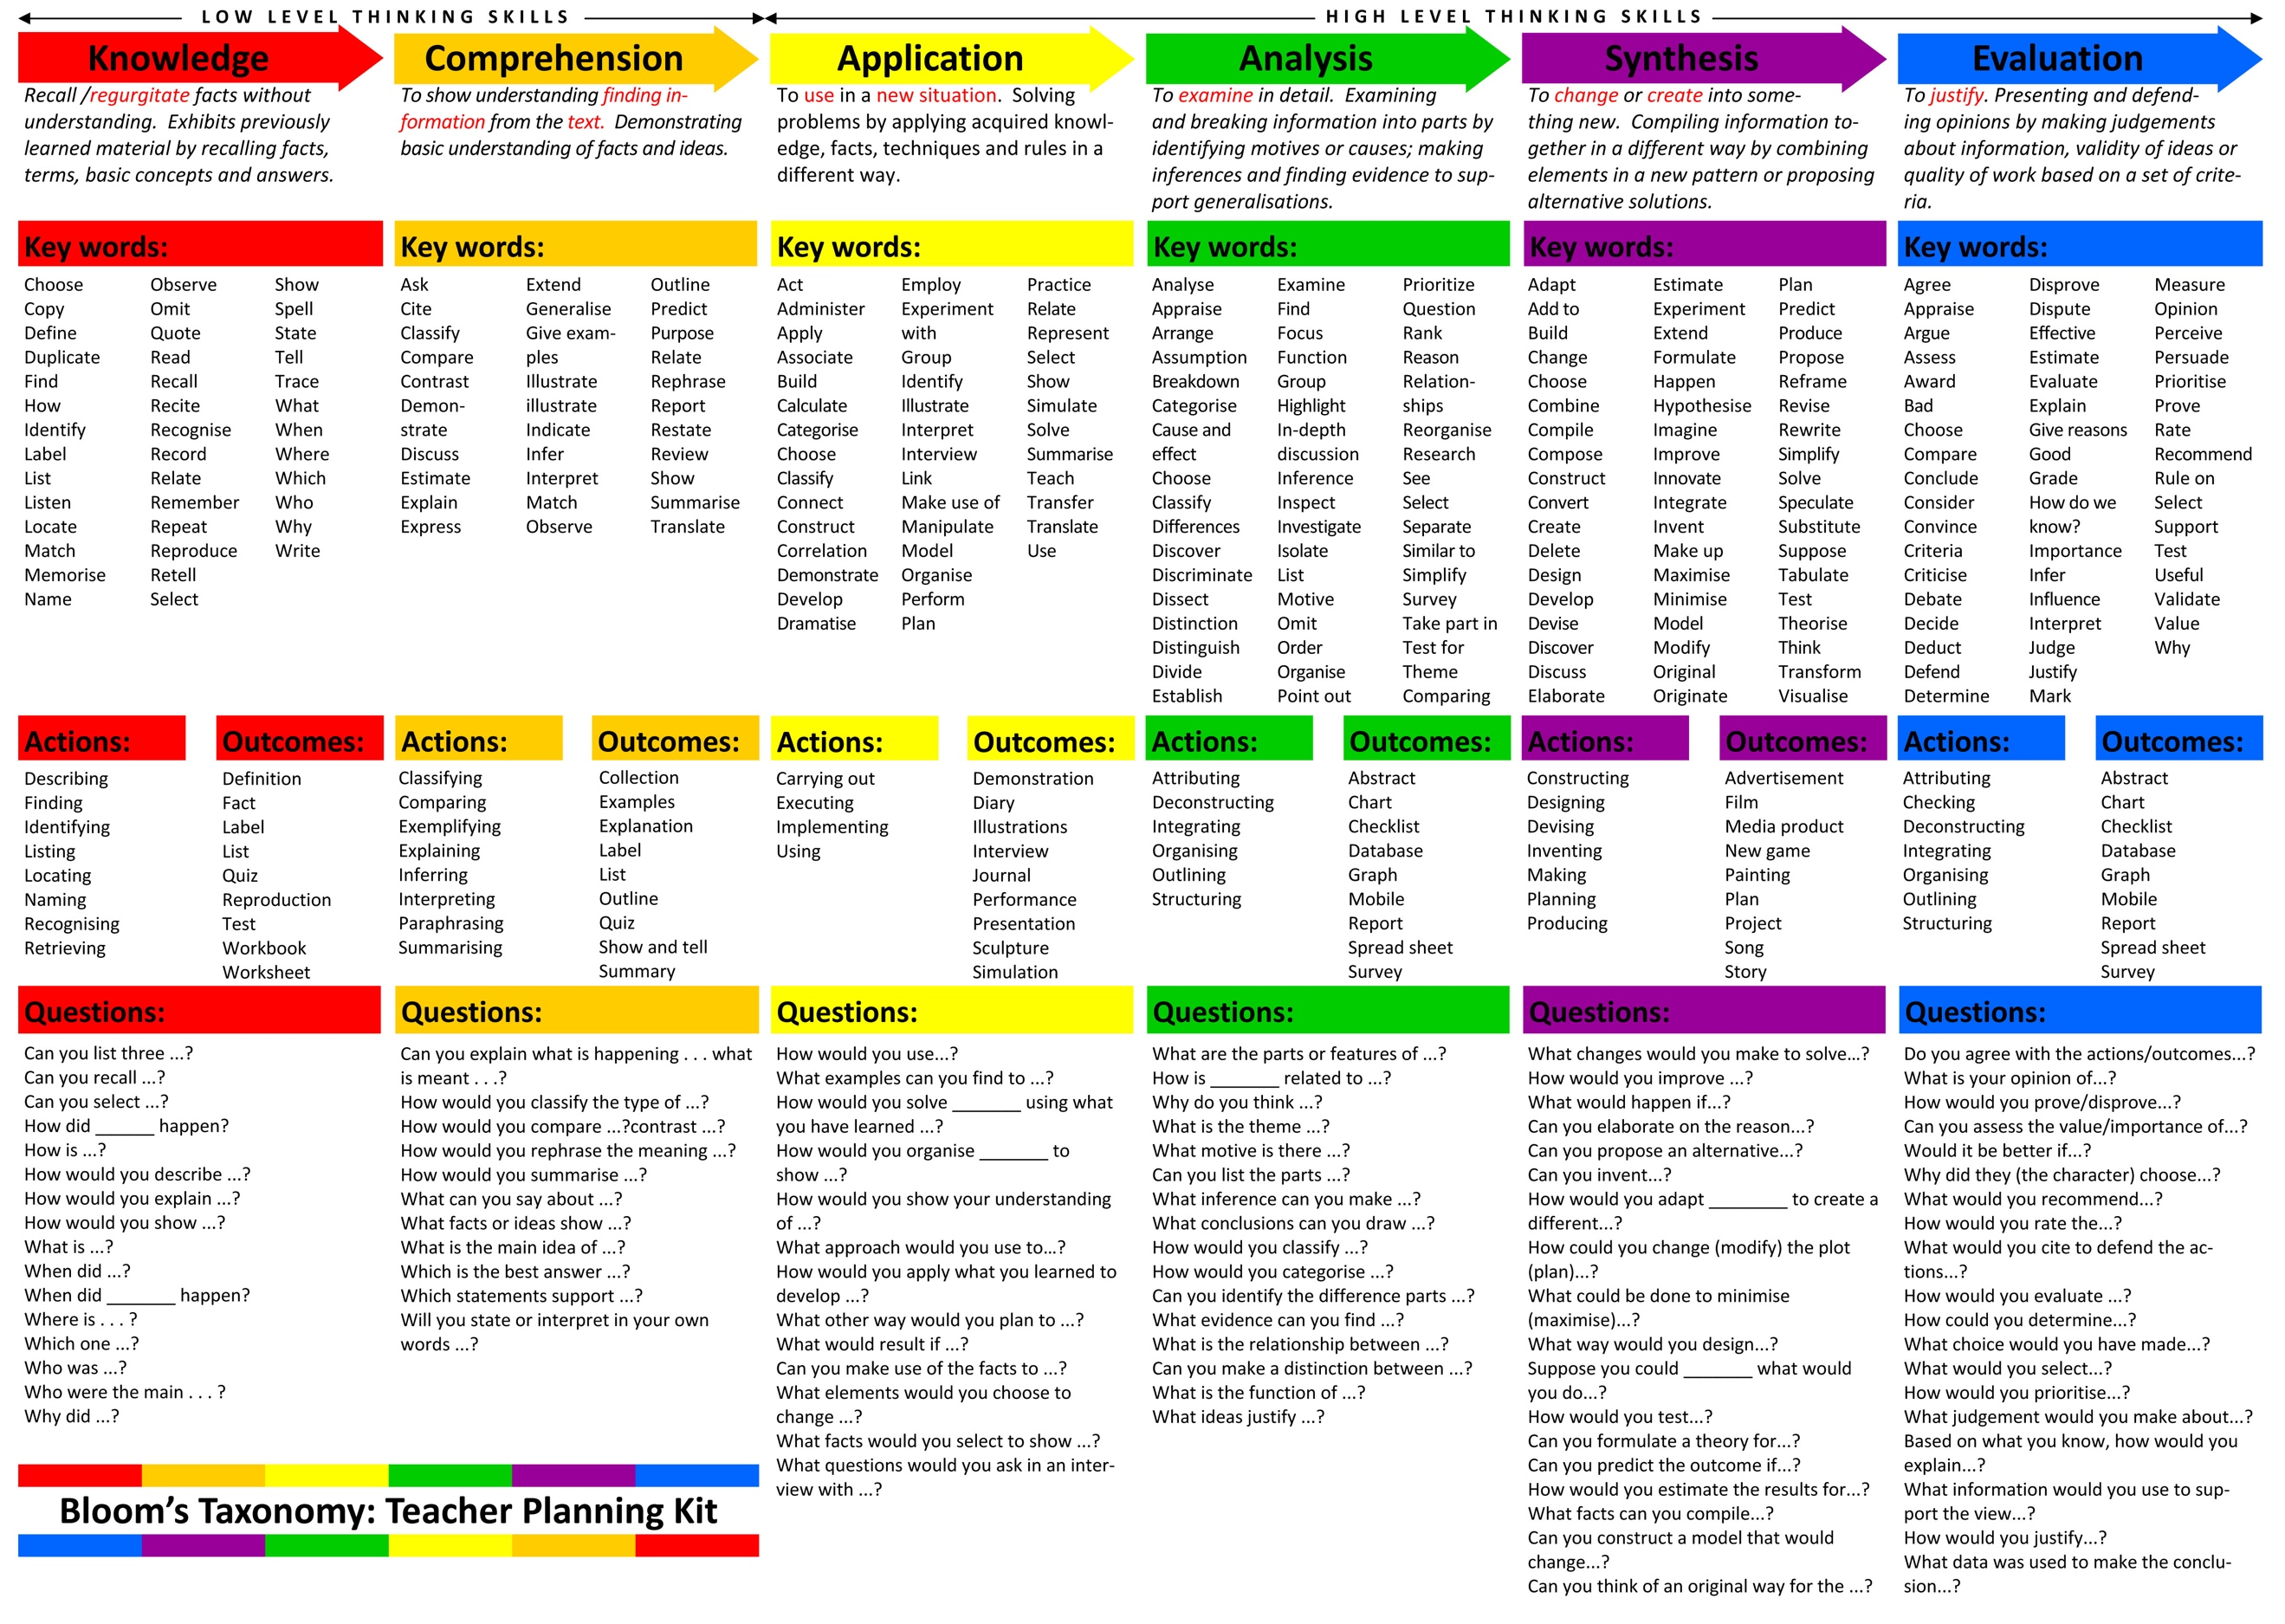 LOW LEVEL THINKING SKILLS
HIGH LEVEL THINKING SKILLS
Knowledge
Recall /regurgitate facts without
understanding.  Exhibits previously
learned material by recalling facts,
terms, basic concepts and answers.
Key words:
Choose
Copy
Define
Duplicate
Find
How
Identify
Label
List
Listen
Locate
Match
Memorise
Name
Observe
Omit
Quote
Read
Recall
Recite
Recognise
Record
Relate
Remember
Repeat
Reproduce
Retell
Select
Show
Spell
State
Tell
Trace
What
When
Where
Which
Who
Why
Write
Actions:
Describing
Finding
Identifying
Listing
Locating
Naming
Recognising
Retrieving
Outcomes:
Definition
Fact
Label
List
Quiz
Reproduction
Test
Workbook
Worksheet
Questions:
Can you list three ...?
Can you recall ...?
Can you select ...?
How did ______ happen?
How is ...?
How would you describe ...?
How would you explain ...?
How would you show ...?
What is ...?
When did ...?
When did _______ happen?
Where is . . . ?
Which one ...?
Who was ...?
Who were the main . . . ?
Why did ...?
Comprehension
To show understanding finding in-
formation from the text.  Demonstrating
basic understanding of facts and ideas.
Key words:
Ask
Cite
Classify
Compare
Contrast
Demon-
strate
Discuss
Estimate
Explain
Express
Extend
Generalise
Give exam-
ples
Illustrate
illustrate
Indicate
Infer
Interpret
Match
Observe
Outline
Predict
Purpose
Relate
Rephrase
Report
Restate
Review
Show
Summarise
Translate
Actions:
Classifying
Comparing
Exemplifying
Explaining
Inferring
Interpreting
Paraphrasing
Summarising
Outcomes:
Collection
Examples
Explanation
Label
List
Outline
Quiz
Show and tell
Summary
Questions:
Can you explain what is happening . . . what
is meant . . .?
How would you classify the type of ...?
How would you compare ...?contrast ...?
How would you rephrase the meaning ...?
How would you summarise ...?
What can you say about ...?
What facts or ideas show ...?
What is the main idea of ...?
Which is the best answer ...?
Which statements support ...?
Will you state or interpret in your own
words ...?
Application
To use in a new situation.  Solving
problems by applying acquired knowl-
edge, facts, techniques and rules in a
different way.
Key words:
Act
Administer
Apply
Associate
Build
Calculate
Categorise
Choose
Classify
Connect
Construct
Correlation
Demonstrate
Develop
Dramatise
Employ
Experiment
with
Group
Identify
Illustrate
Interpret
Interview
Link
Make use of
Manipulate
Model
Organise
Perform
Plan
Practice
Relate
Represent
Select
Show
Simulate
Solve
Summarise
Teach
Transfer
Translate
Use
Actions:
Carrying out
Executing
Implementing
Using
Outcomes:
Demonstration
Diary
Illustrations
Interview
Journal
Performance
Presentation
Sculpture
Simulation
Questions:
How would you use...?
What examples can you find to ...?
How would you solve _______ using what
you have learned ...?
How would you organise _______ to
show ...?
How would you show your understanding
of ...?
What approach would you use to...?
How would you apply what you learned to
develop ...?
What other way would you plan to ...?
What would result if ...?
Can you make use of the facts to ...?
What elements would you choose to
change ...?
What facts would you select to show ...?
What questions would you ask in an inter-
view with ...?
Analysis
To examine in detail.  Examining
and breaking information into parts by
identifying motives or causes; making
inferences and finding evidence to sup-
port generalisations.
Key words:
Analyse
Appraise
Arrange
Assumption
Breakdown
Categorise
Cause and
effect
Choose
Classify
Differences
Discover
Discriminate
Dissect
Distinction
Distinguish
Divide
Establish
Examine
Find
Focus
Function
Group
Highlight
In-depth
discussion
Inference
Inspect
Investigate
Isolate
List
Motive
Omit
Order
Organise
Point out
Prioritize
Question
Rank
Reason
Relation-
ships
Reorganise
Research
See
Select
Separate
Similar to
Simplify
Survey
Take part in
Test for
Theme
Comparing
Actions:
Attributing
Deconstructing
Integrating
Organising
Outlining
Structuring
Outcomes:
Abstract
Chart
Checklist
Database
Graph
Mobile
Report
Spread sheet
Survey
Questions:
What are the parts or features of ...?
How is _______ related to ...?
Why do you think ...?
What is the theme ...?
What motive is there ...?
Can you list the parts ...?
What inference can you make ...?
What conclusions can you draw ...?
How would you classify ...?
How would you categorise ...?
Can you identify the difference parts ...?
What evidence can you find ...?
What is the relationship between ...?
Can you make a distinction between ...?
What is the function of ...?
What ideas justify ...?
Synthesis
To change or create into some-
thing new.  Compiling information to-
gether in a different way by combining
elements in a new pattern or proposing
alternative solutions.
Key words:
Adapt
Add to
Build
Change
Choose
Combine
Compile
Compose
Construct
Convert
Create
Delete
Design
Develop
Devise
Discover
Discuss
Elaborate
Estimate
Experiment
Extend
Formulate
Happen
Hypothesise
Imagine
Improve
Innovate
Integrate
Invent
Make up
Maximise
Minimise
Model
Modify
Original
Originate
Plan
Predict
Produce
Propose
Reframe
Revise
Rewrite
Simplify
Solve
Speculate
Substitute
Suppose
Tabulate
Test
Theorise
Think
Transform
Visualise
Actions:
Constructing
Designing
Devising
Inventing
Making
Planning
Producing
Outcomes:
Advertisement
Film
Media product
New game
Painting
Plan
Project
Song
Story
Questions:
What changes would you make to solve...?
How would you improve ...?
What would happen if...?
Can you elaborate on the reason...?
Can you propose an alternative...?
Can you invent...?
How would you adapt ________ to create a
different...?
How could you change (modify) the plot
(plan)...?
What could be done to minimise
(maximise)...?
What way would you design...?
Suppose you could _______ what would
you do...?
How would you test...?
Can you formulate a theory for...?
Can you predict the outcome if...?
How would you estimate the results for...?
What facts can you compile...?
Can you construct a model that would
change...?
Can you think of an original way for the ...?
Evaluation
To justify. Presenting and defend-
ing opinions by making judgements
about information, validity of ideas or
quality of work based on a set of crite-
ria.
Key words:
Agree
Appraise
Argue
Assess
Award
Bad
Choose
Compare
Conclude
Consider
Convince
Criteria
Criticise
Debate
Decide
Deduct
Defend
Determine
Disprove
Dispute
Effective
Estimate
Evaluate
Explain
Give reasons
Good
Grade
How do we
know?
Importance
Infer
Influence
Interpret
Judge
Justify
Mark
Measure
Opinion
Perceive
Persuade
Prioritise
Prove
Rate
Recommend
Rule on
Select
Support
Test
Useful
Validate
Value
Why
Actions:
Attributing
Checking
Deconstructing
Integrating
Organising
Outlining
Structuring
Outcomes:
Abstract
Chart
Checklist
Database
Graph
Mobile
Report
Spread sheet
Survey
Questions:
Do you agree with the actions/outcomes...?
What is your opinion of...?
How would you prove/disprove...?
Can you assess the value/importance of...?
Would it be better if...?
Why did they (the character) choose...?
What would you recommend...?
How would you rate the...?
What would you cite to defend the ac-
tions...?
How would you evaluate ...?
How could you determine...?
What choice would you have made...?
What would you select...?
How would you prioritise...?
What judgement would you make about...?
Based on what you know, how would you
explain...?
What information would you use to sup-
port the view...?
How would you justify...?
What data was used to make the conclu-
sion...?
Bloom’s Taxonomy: Teacher Planning Kit